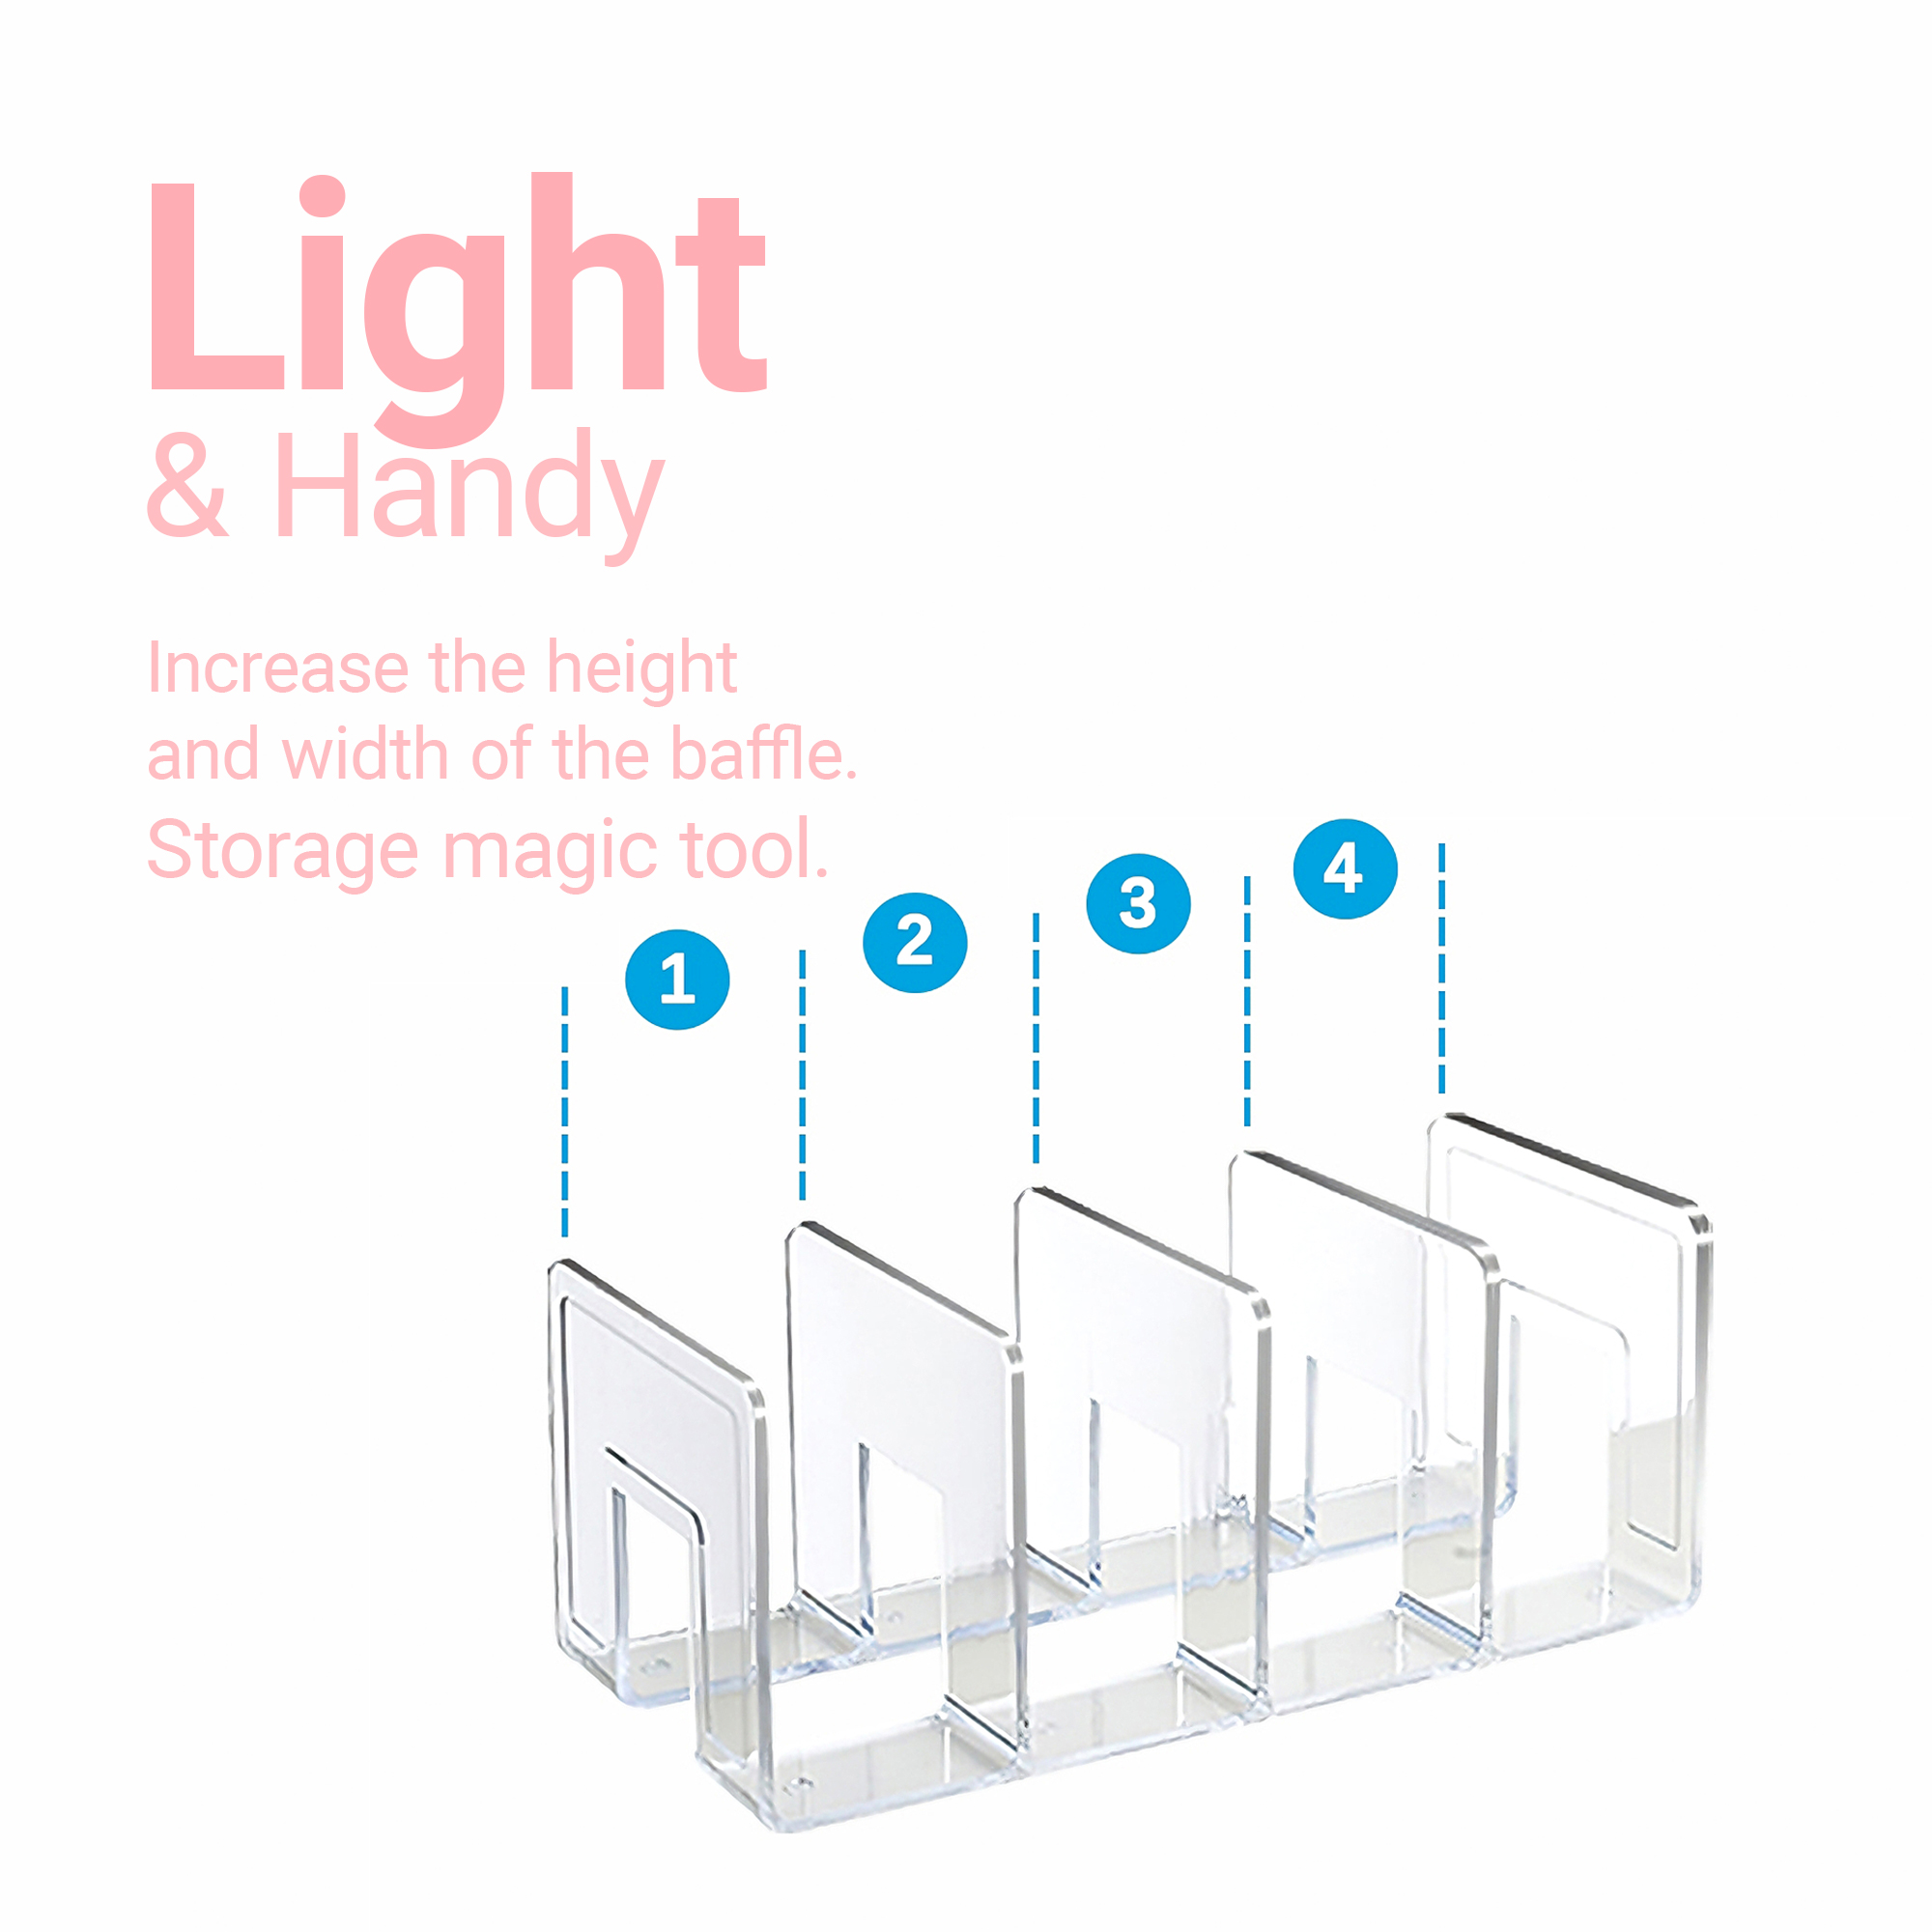 Light
& Handy
Increase the height
and width of the baffle.
Storage magic tool.
1
2
3
4